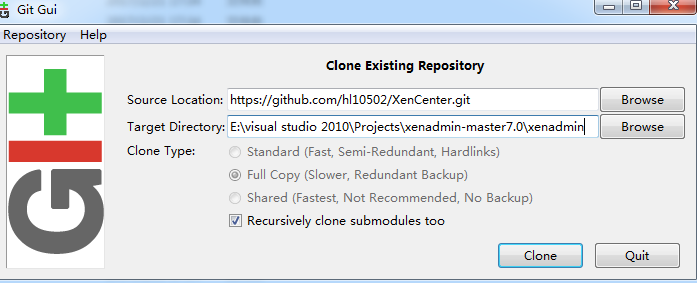 Git Gui
Repository Help
Clone Existing Repository
Source Location: https://github.com/hl10502/XenCenter.git Browse
Target Directory: E:\visual studio 2010\Projects\xenadmin-master7.0\xenadmin Browse
Clone Type: Standard (Fast, Semi-Redundant, Hardlinks)
Full Copy (Slower, Redundant Backup)
Shared (Fastest, Not Recommended, No Backup)
Recursively clone submodules too
Clone Quit